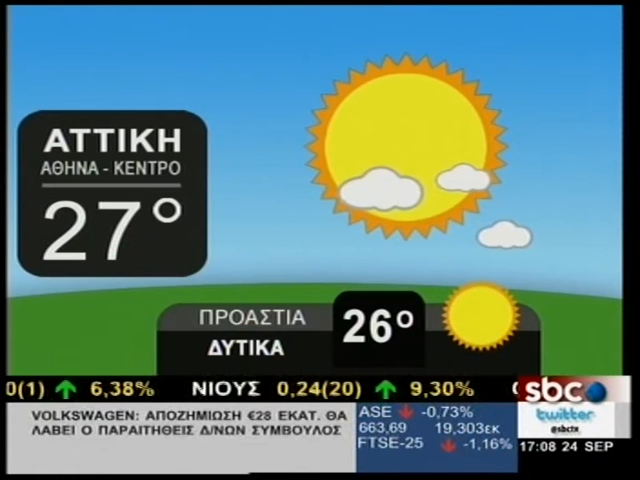 ΑΤΤΙΚΗ
ΑΘΗΝΑ - ΚΕΝΤΡΟ
27°
ΠΡΟΑΣΤΙΑ
ΔΥΤΙΚΑ
26°
0(1) 6,38% ΝΙΟΥΣ 0,24(20) 9,30%
sbc
VOLKSWAGEN: ΑΠΟΖΗΜΙΩΣΗ €28 ΕΚΑΤ. ΘΑ
ΛΑΒΕΙ Ο ΠΑΡΑΙΤΗΘΕΙΣ Δ/ΝΩΝ ΣΥΜΒΟΥΛΟΣ
ASE -0,73%
663,69 19,303εκ
FTSE-25 -1,16%
twitter
@sbctv
17:08 24 SEP